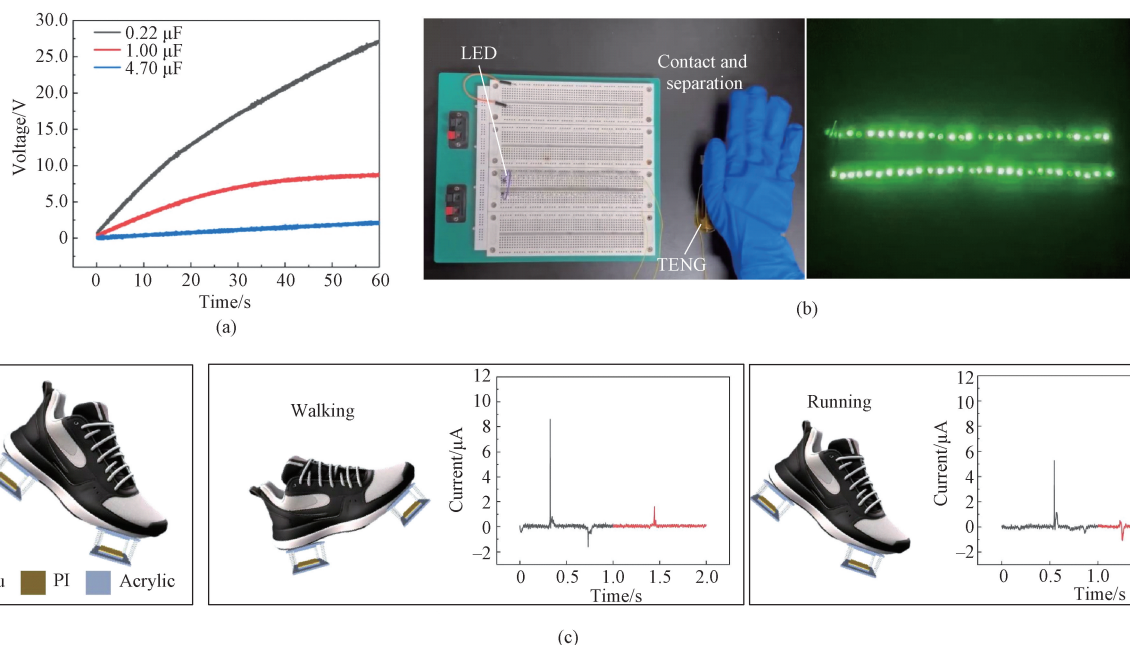 30.0
25.0
20.0
15.0
10.0
5.0
0
Voltage/V
0.22 μF
1.00 μF
4.70 μF
0 10 20 30 40 50 60
Time/s
(a)
LED
Contact and
separation
TENG
(b)
PI
Acrylic
Walking
12
10
8
6
4
2
0
–2
Current/μA
0 0.5 1.0 1.5 2.0
Time/s
Running
12
10
8
6
4
2
0
–2
Current/μA
0 0.5 1.0
Time/s
(c)